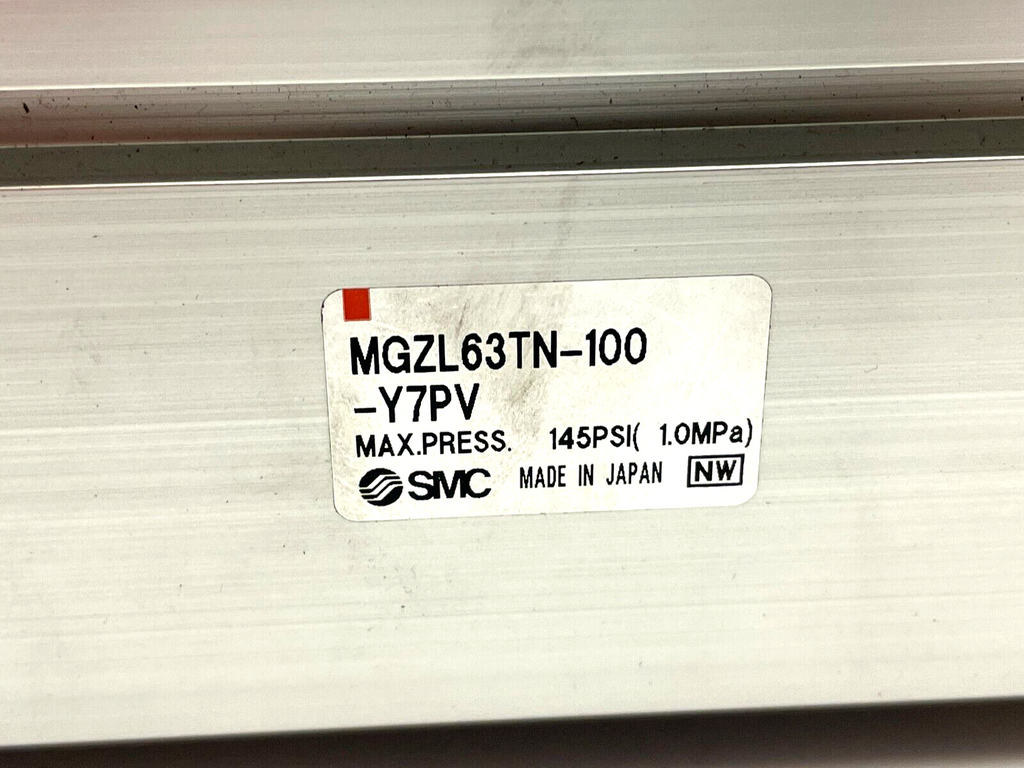 MGZL63TN-100
-Y7PV
MAX.PRESS. 145PSI( 1.0MPa)
SMC MADE IN JAPAN NW